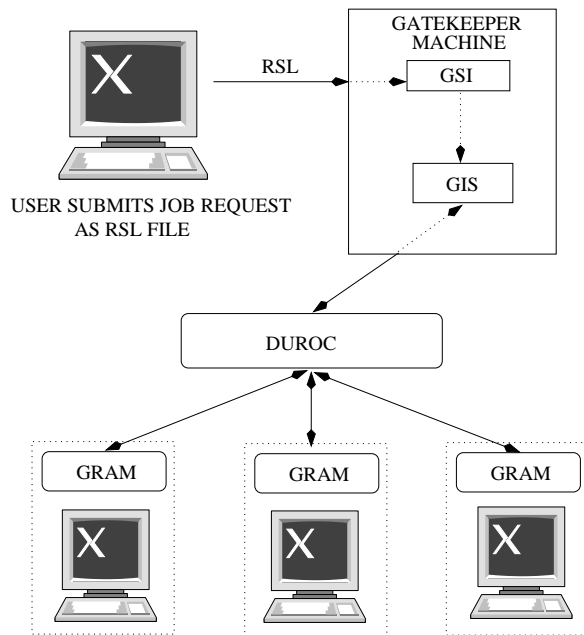 GATEKEEPER
MACHINE
RSL
GSI
GIS
USER SUBMITS JOB REQUEST
AS RSL FILE
DUROC
GRAM
GRAM
GRAM